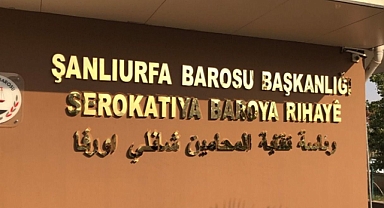 ŞANLIURFA BAROSU BAŞKANLIĞI
SEROKATIYA BAROYA RIHAYÊ
رئاسة نقابة المحامين شانلي اورفا